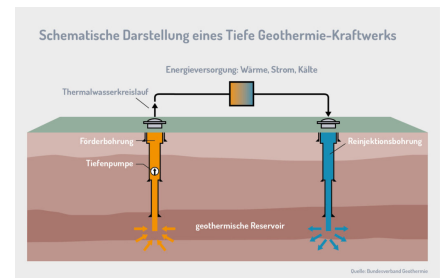 Schematische Darstellung eines Tiefe Geothermie-Kraftwerks
Energieversorgung: Wärme, Strom, Kälte
Thermalwasserkreislauf
Förderbohrung
Reinjektionsbohrung
Tiefenpumpe
geothermische Reservoir
Quelle: Bundesverband Geothermie